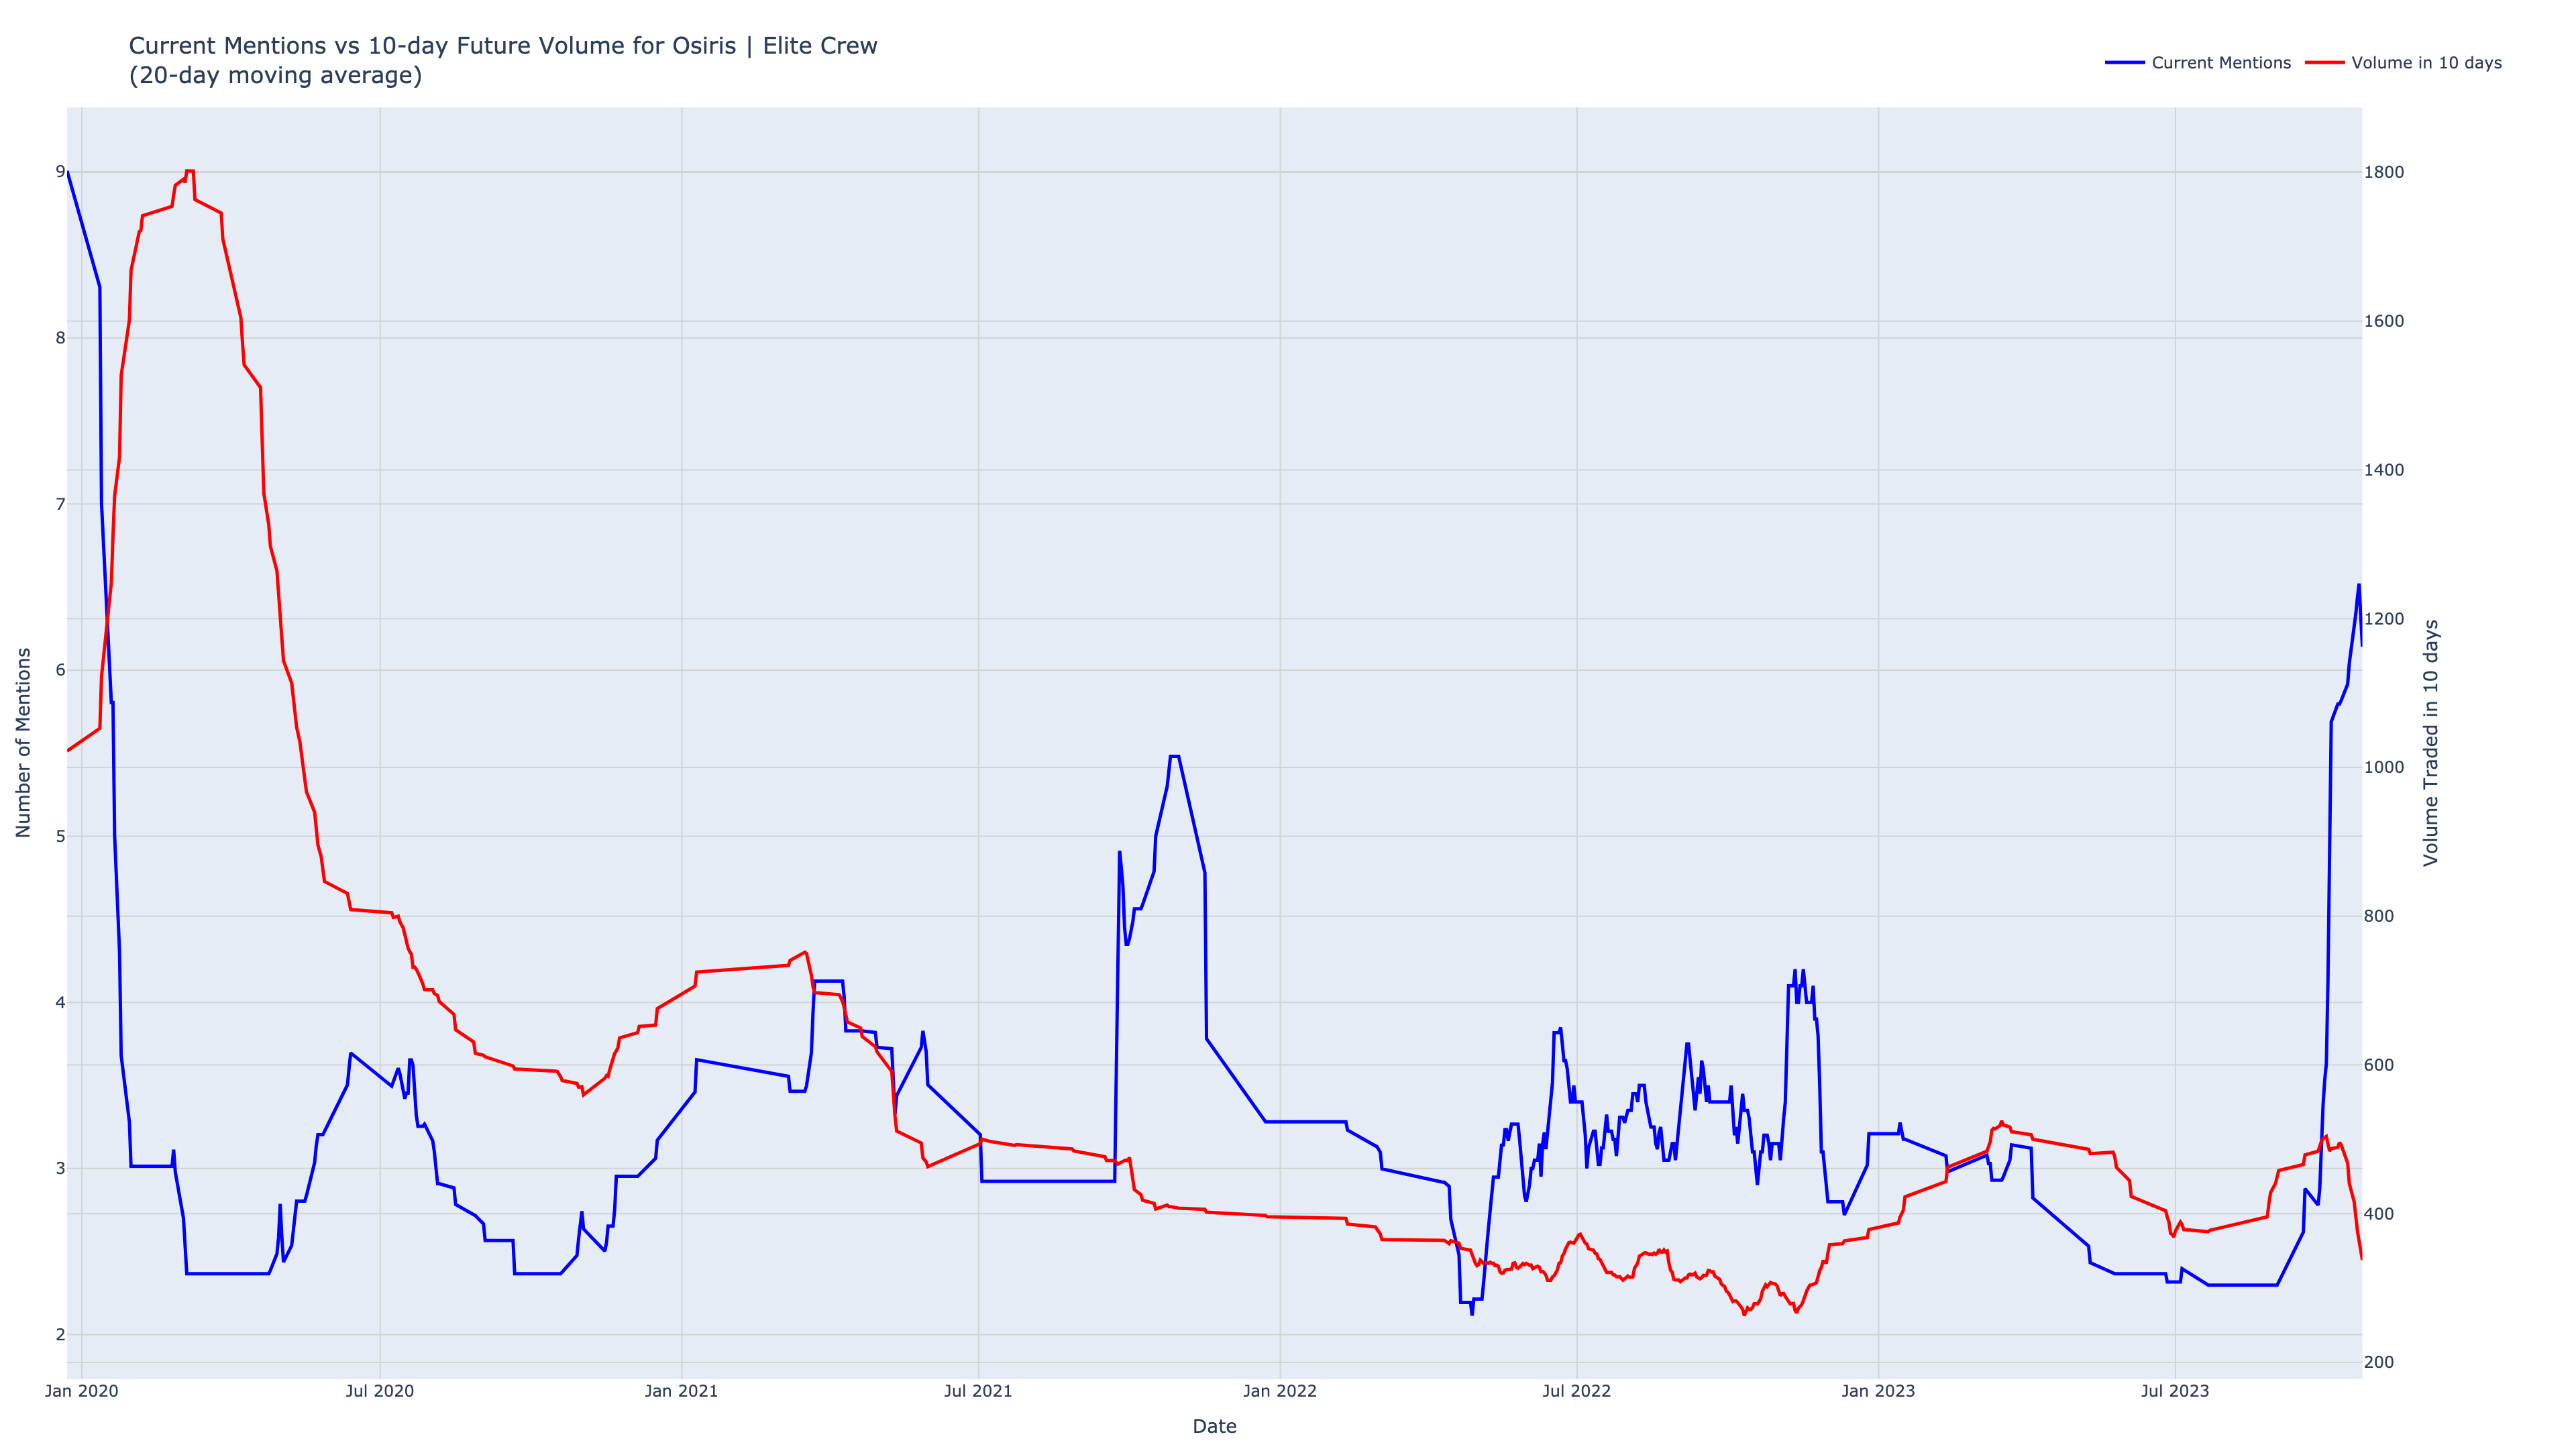 Current Mentions vs 10-day Future Volume for Osiris | Elite Crew
(20-day moving average)
Current Mentions
Volume in 10 days
Number of Mentions
9
8
7
6
5
4
3
2
1800
1600
1400
1200
1000
800
600
400
200
Volume Traded in 10 days
Jan 2020
Jul 2020
Jan 2021
Jul 2021
Jan 2022
Jul 2022
Jan 2023
Jul 2023
Date